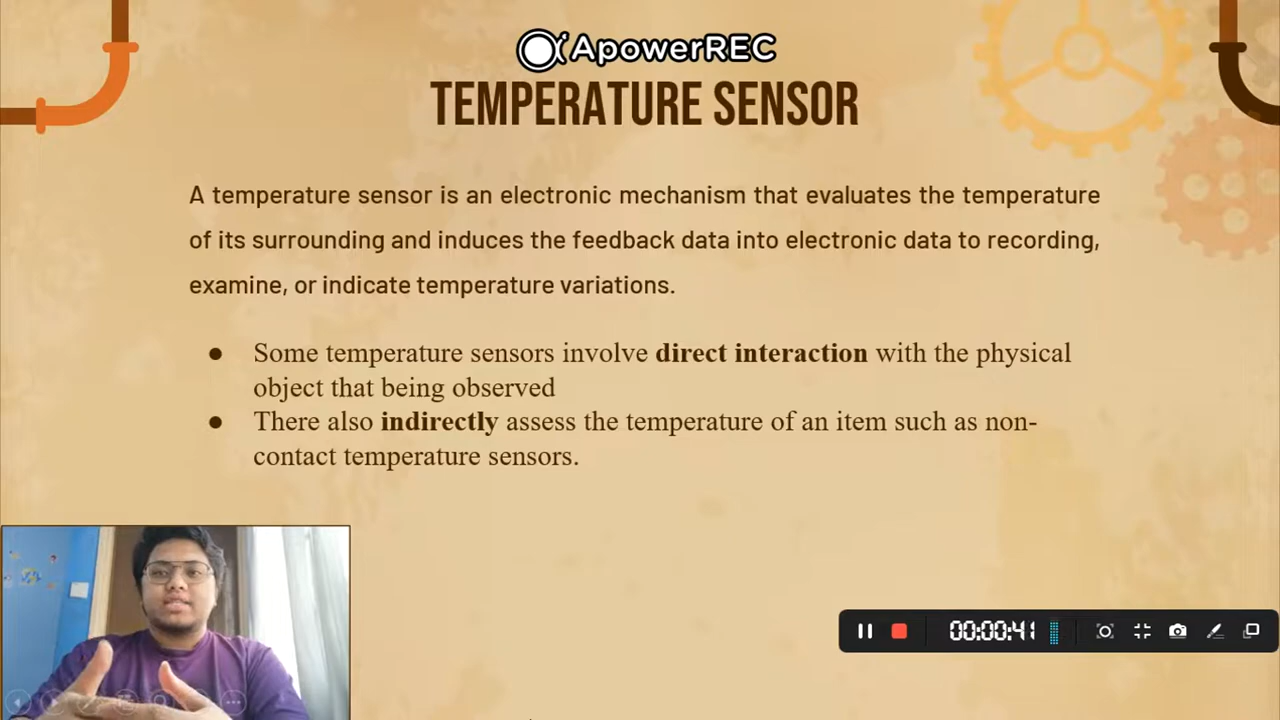 ApowerREC
TEMPERATURE SENSOR
A temperature sensor is an electronic mechanism that evaluates the temperature
of its surrounding and induces the feedback data into electronic data to recording,
examine, or indicate temperature variations.
● Some temperature sensors involve direct interaction with the physical
object that being observed
● There also indirectly assess the temperature of an item such as non-
contact temperature sensors.
00:00:41